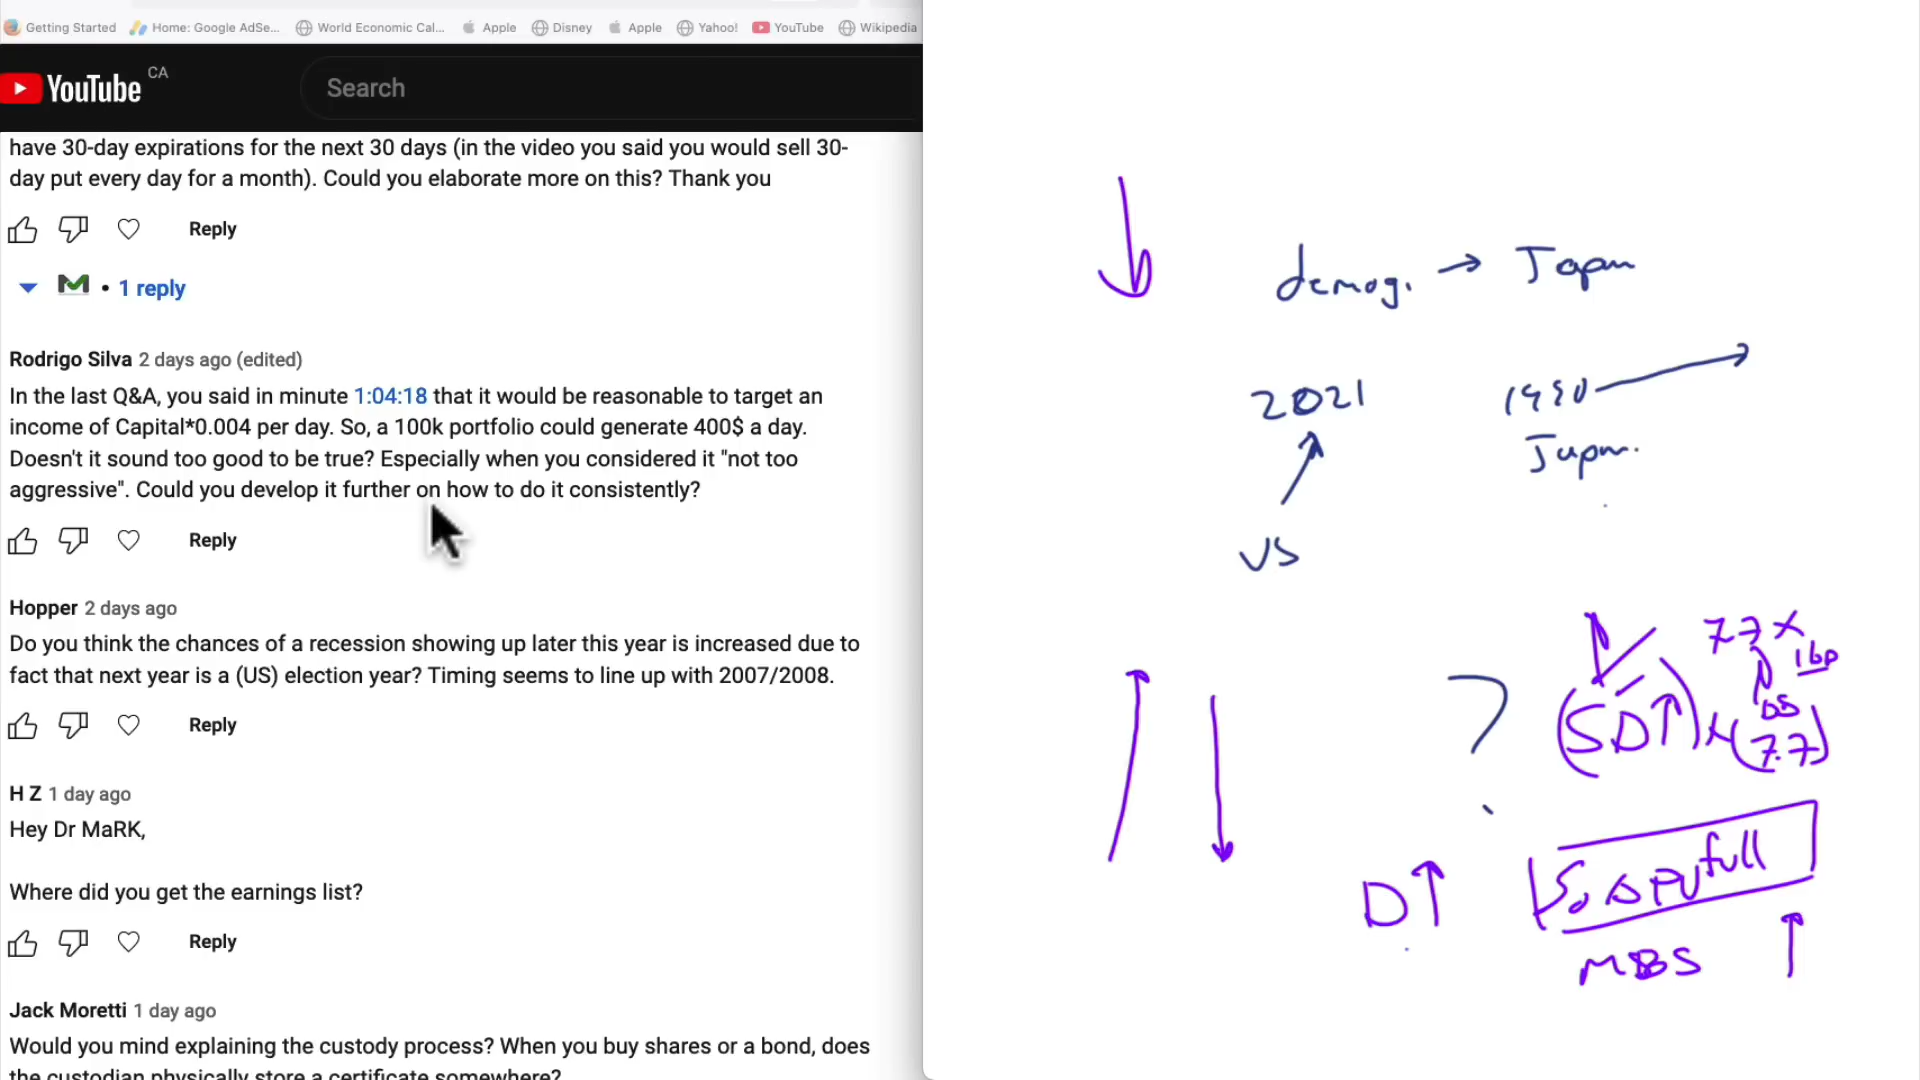 Getting Started Home: Google AdSe... World Economic Cal... Apple Disney Apple Yahoo! YouTube Wikipedia
YouTube CA Search
have 30-day expirations for the next 30 days (in the video you said you would sell 30-
day put every day for a month). Could you elaborate more on this? Thank you
Reply
• 1 reply
Rodrigo Silva 2 days ago (edited)
In the last Q&A, you said in minute 1:04:18 that it would be reasonable to target an
income of Capital*0.004 per day. So, a 100k portfolio could generate 400$ a day.
Doesn't it sound too good to be true? Especially when you considered it "not too
aggressive". Could you develop it further on how to do it consistently?
Reply
Hopper 2 days ago
Do you think the chances of a recession showing up later this year is increased due to
fact that next year is a (US) election year? Timing seems to line up with 2007/2008.
Reply
H Z 1 day ago
Hey Dr MaRK,
Where did you get the earnings list?
Reply
Jack Moretti 1 day ago
Would you mind explaining the custody process? When you buy shares or a bond, does
the custodian physically store a certificate somewhere?
demog. → Japan
2021 1990
Japan.
US
7.7 x
1bp
?
(SD↑) x (7.7)
D↑
full
MBS ↑